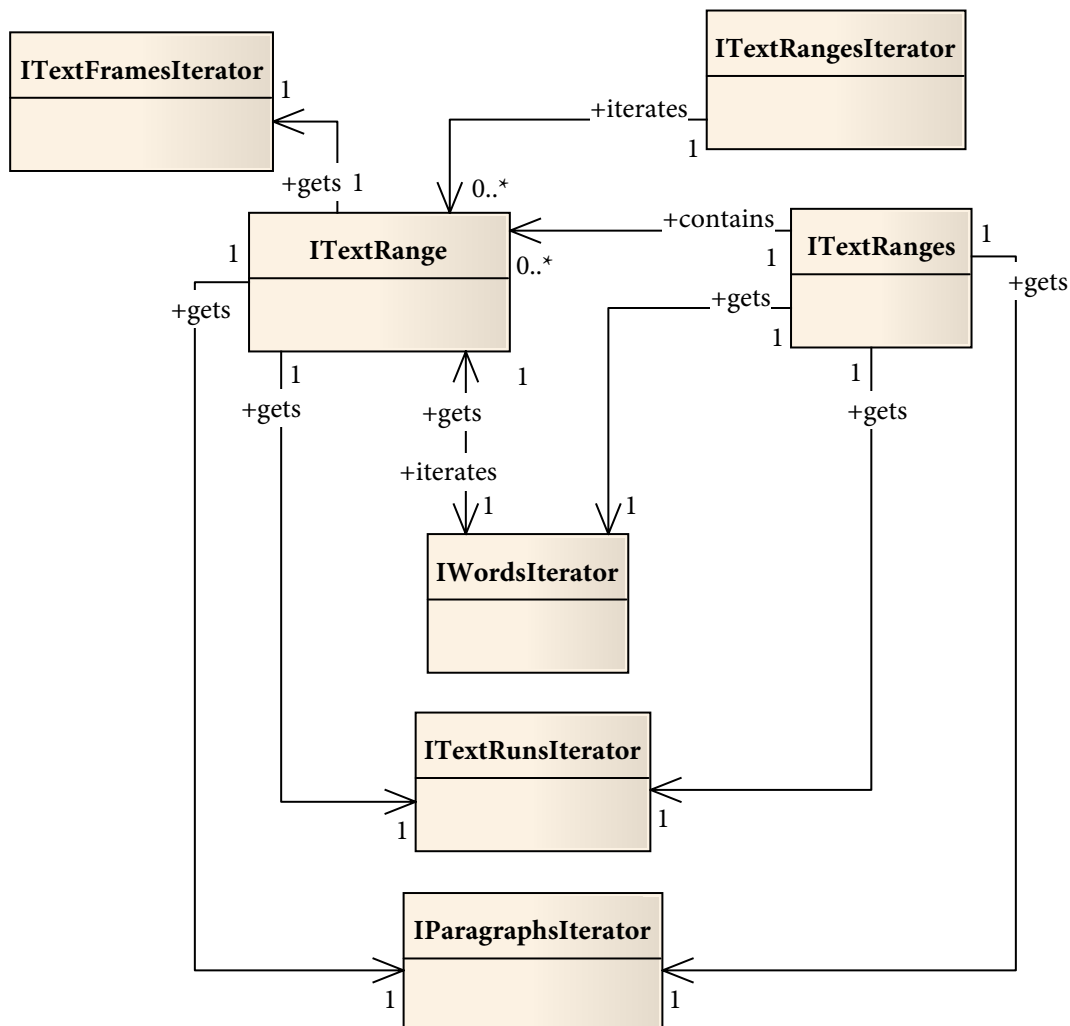 ITextRangesIterator
ITextFramesIterator
1
+iterates
1
+gets 1
0..*
+contains
1
ITextRange
1
0..*
ITextRanges
1
+gets
+gets
+gets
1
1
1
1
+gets
+gets
+gets
+iterates
1
1
IWordsIterator
ITextRunsIterator
1
1
IParagraphsIterator
1
1